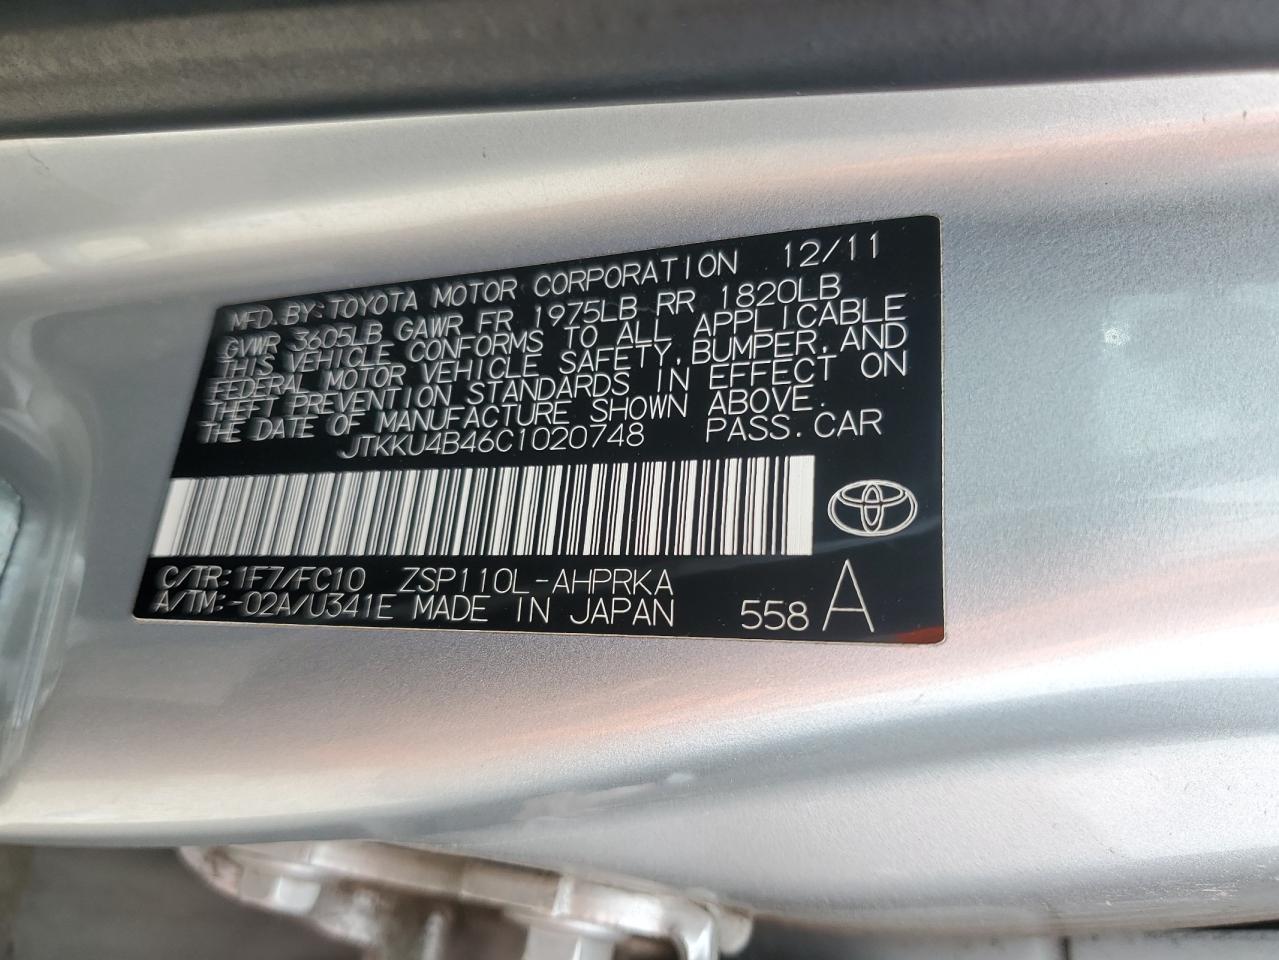 MFD. BY: TOYOTA MOTOR CORPORATION 12/11
GVWR 3605LB GAWR FR 1975LB RR 1820LB
THIS VEHICLE CONFORMS TO ALL APPLICABLE
FEDERAL MOTOR VEHICLE SAFETY, BUMPER, AND
THEFT PREVENTION STANDARDS IN EFFECT ON
THE DATE OF MANUFACTURE SHOWN ABOVE.
JTKKU4B46C1020748 PASS. CAR
C/TR: 1F7/FC10 ZSP110L-AHPRKA
A/TM: -02A/U341E MADE IN JAPAN 558 A